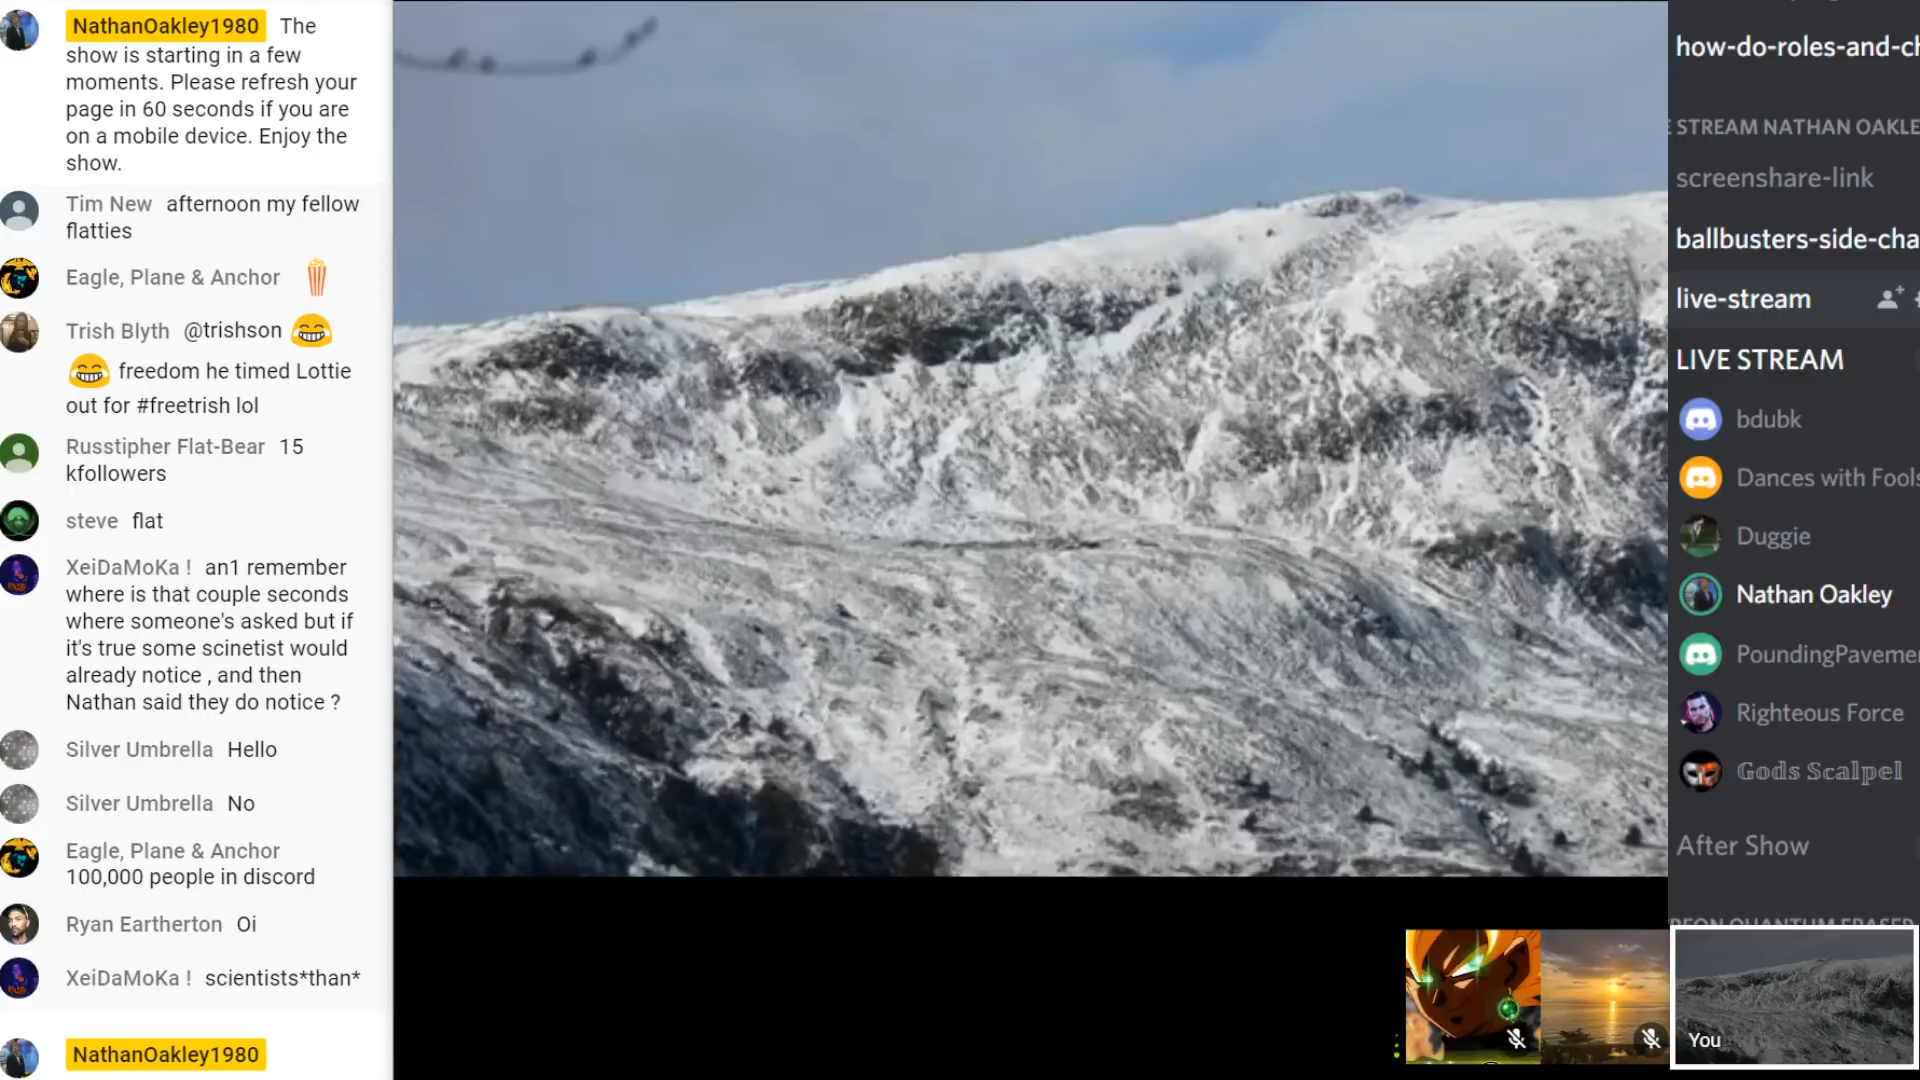 NathanOakley1980 The
show is starting in a few
moments. Please refresh your
page in 60 seconds if you are
on a mobile device. Enjoy the
show.
Tim New afternoon my fellow
flatties
Eagle, Plane & Anchor
Trish Blyth @trishson
freedom he timed Lottie
out for #freetrish lol
Russtipher Flat-Bear 15
kfollowers
steve flat
XeiDaMoKa ! an1 remember
where is that couple seconds
where someone's asked but if
it's true some scinetist would
already notice , and then
Nathan said they do notice ?
Silver Umbrella Hello
Silver Umbrella No
Eagle, Plane & Anchor
100,000 people in discord
Ryan Eartherton Oi
XeiDaMoKa ! scientists*than*
NathanOakley1980
how-do-roles-and-ch
E STREAM NATHAN OAKLE
screenshare-link
ballbusters-side-cha
live-stream
LIVE STREAM
bdubk
Dances with Fools
Duggie
Nathan Oakley
PoundingPaveme
Righteous Force
𝔾𝕠𝕕𝕤 𝕊𝕔𝕒𝕝𝕡𝕖𝕝
After Show
You